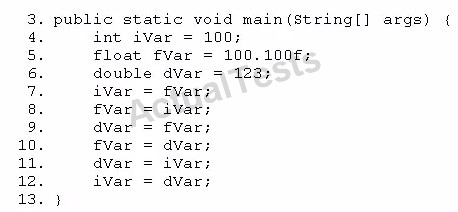 3. public static void main(String[] args) {
4. int iVar = 100;
5. float fVar = 100.100f;
6. double dVar = 123;
7. iVar = fVar;
8. fVar = iVar;
9. dVar = fVar;
10. fVar = dVar;
11. dVar = iVar;
12. iVar = dVar;
13. }
ActualTests